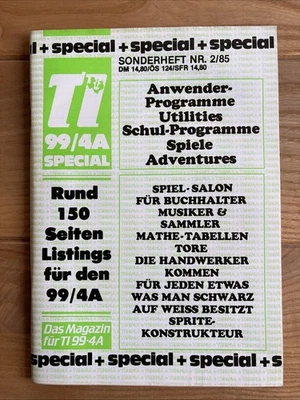 special + special + special +
SONDERHEFT NR. 2/85
DM 14,80/ÖS 124/SFR 14,80
TI
99/4A
SPECIAL
Anwender-
Programme
Utilities
Schul-Programme
Spiele
Adventures
Rund
150
Seiten
Listings
für den
99/4A
SPIEL-SALON
FÜR BUCHHALTER
MUSIKER &
SAMMLER
MATHE-TABELLEN
TORE
DIE HANDWERKER
KOMMEN
FÜR JEDEN ETWAS
WAS MAN SCHWARZ
AUF WEISS BESITZT
SPRITE-
KONSTRUKTEUR
Das Magazin
für TI 99-4A
special + special + special + s